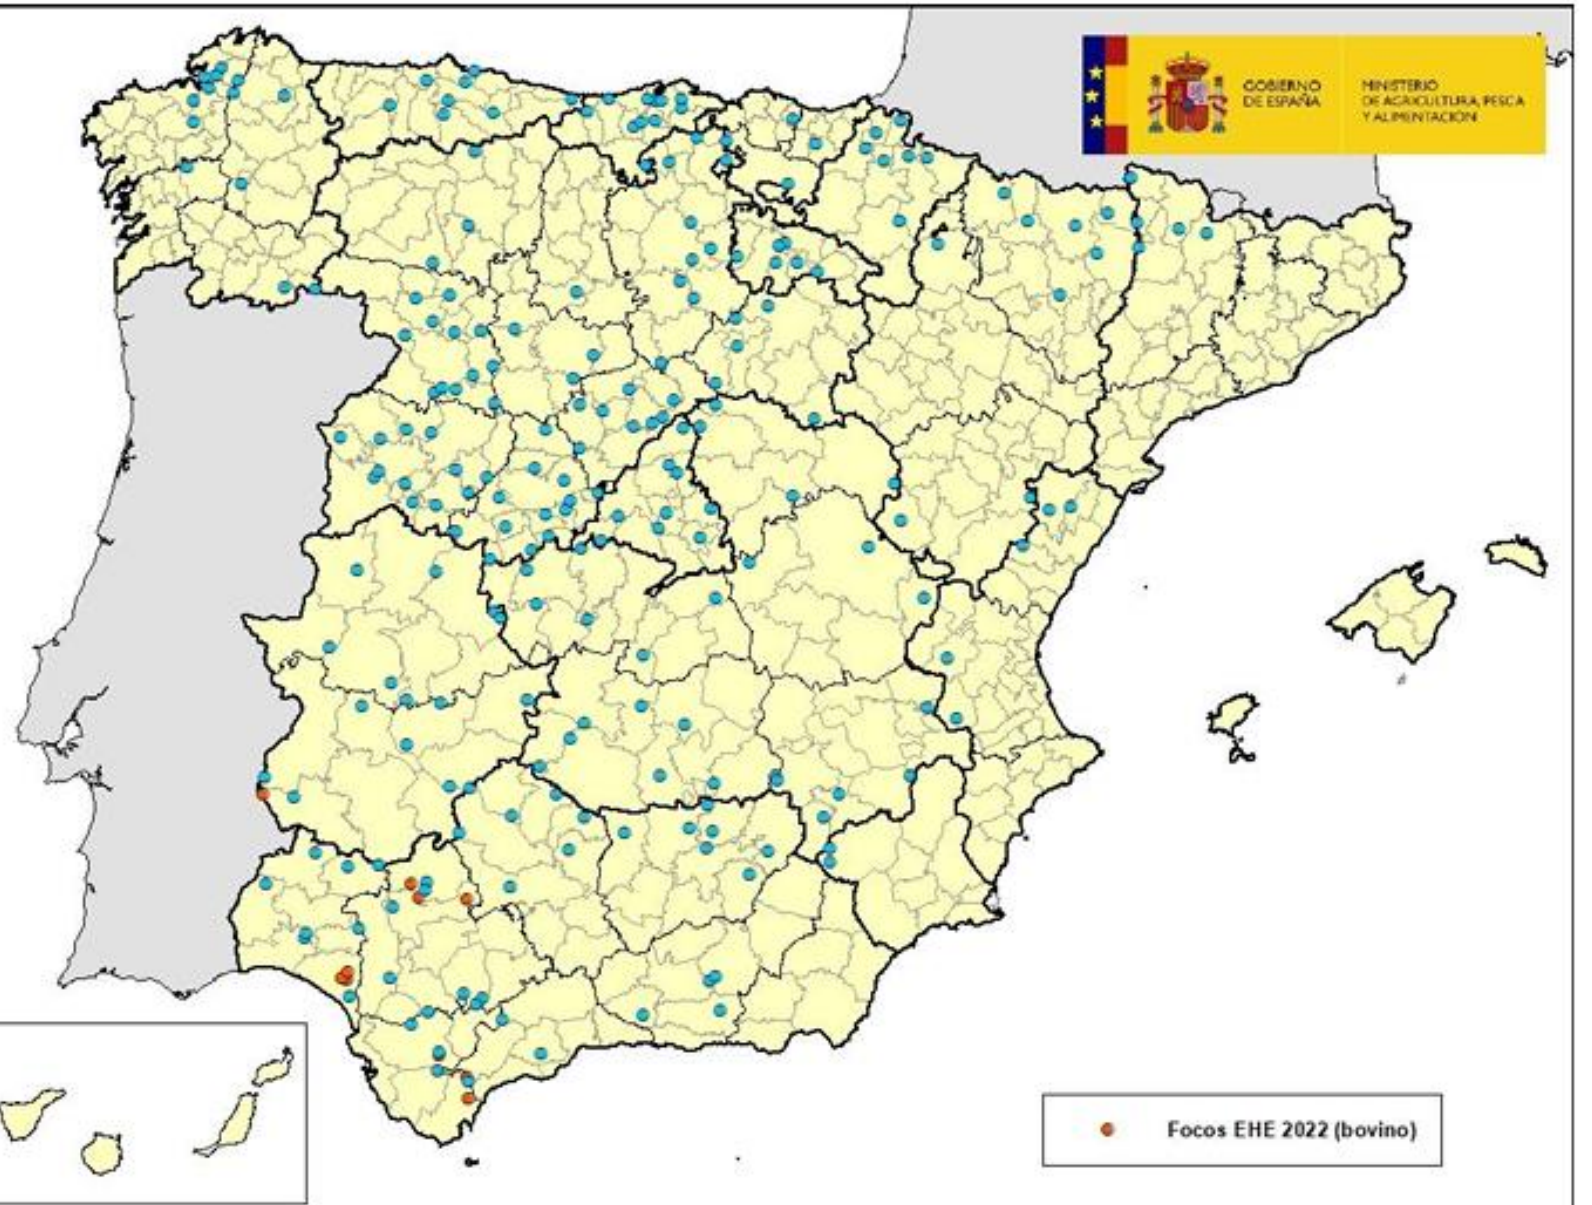 GOBIERNO
DE ESPAÑA
MINISTERIO
DE AGRICULTURA, PESCA
Y ALIMENTACIÓN
Focos EHE 2022 (bovino)